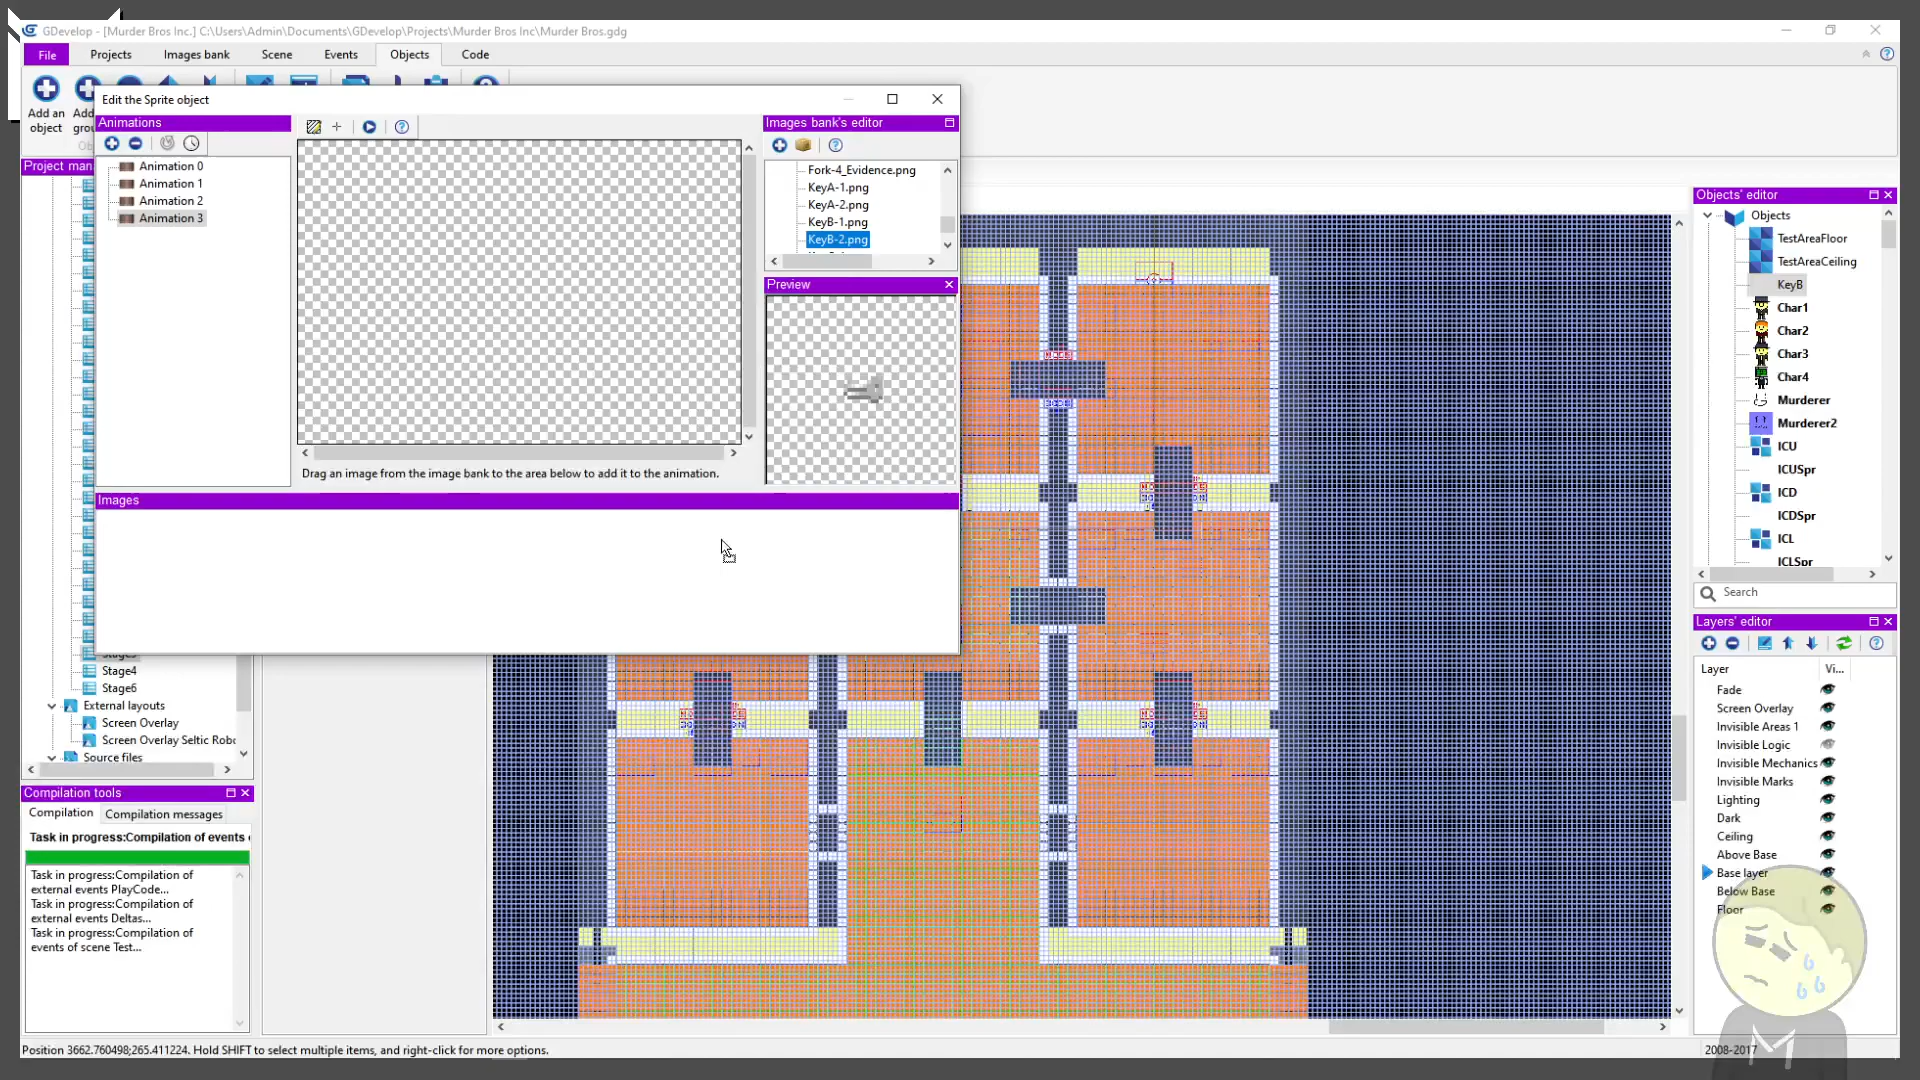 GDevelop - [Murder Bros Inc.] C:\Users\Admin\Documents\GDevelop\Projects\Murder Bros Inc\Murder Bros.gdg
File
Projects
Images bank
Scene
Events
Objects
Code
Add an
object
Add
grou
Edit the Sprite object
Animations
Animation 0
Animation 1
Animation 2
Animation 3
Drag an image from the image bank to the area below to add it to the animation.
Images
Images bank's editor
Fork-4_Evidence.png
KeyA-1.png
KeyA-2.png
KeyB-1.png
KeyB-2.png
Preview
Project man
Stage4
Stage6
External layouts
Screen Overlay
Screen Overlay Seltic Robo
Source files
Compilation tools
Compilation
Compilation messages
Task in progress:Compilation of events
Task in progress:Compilation of
external events PlayCode...
Task in progress:Compilation of
external events Deltas...
Task in progress:Compilation of
events of scene Test...
Objects' editor
Objects
TestAreaFloor
TestAreaCeiling
KeyB
Char1
Char2
Char3
Char4
Murderer
Murderer2
ICU
ICUSpr
ICD
ICDSpr
ICL
ICLSpr
Search
Layers' editor
Layer
Vi...
Fade
Screen Overlay
Invisible Areas 1
Invisible Logic
Invisible Mechanics
Invisible Marks
Lighting
Dark
Ceiling
Above Base
Base layer
Below Base
Floor
Position 3662.760498;265.411224. Hold SHIFT to select multiple items, and right-click for more options.
2008-2017